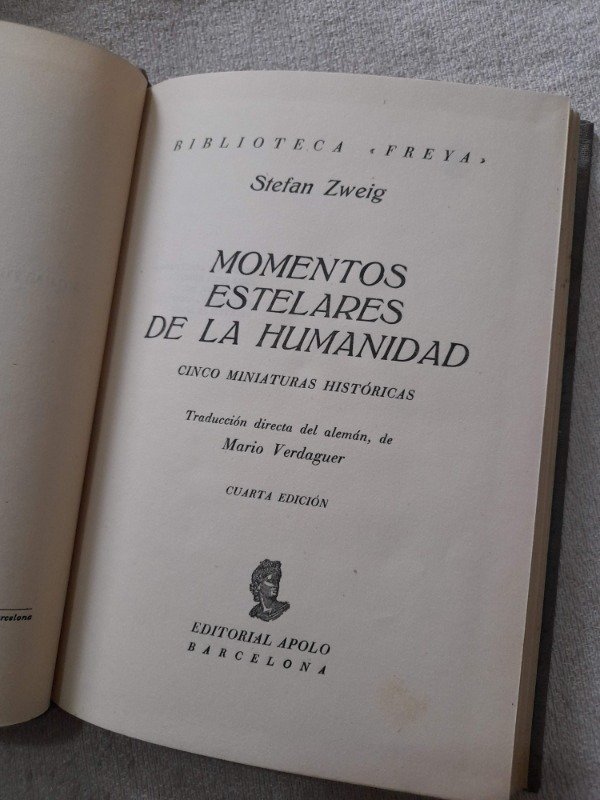 BIBLIOTECA «FREYA»
Stefan Zweig
MOMENTOS
ESTELARES
DE LA HUMANIDAD
CINCO MINIATURAS HISTÓRICAS
Traducción directa del alemán, de
Mario Verdaguer
CUARTA EDICIÓN
EDITORIAL APOLO
BARCELONA